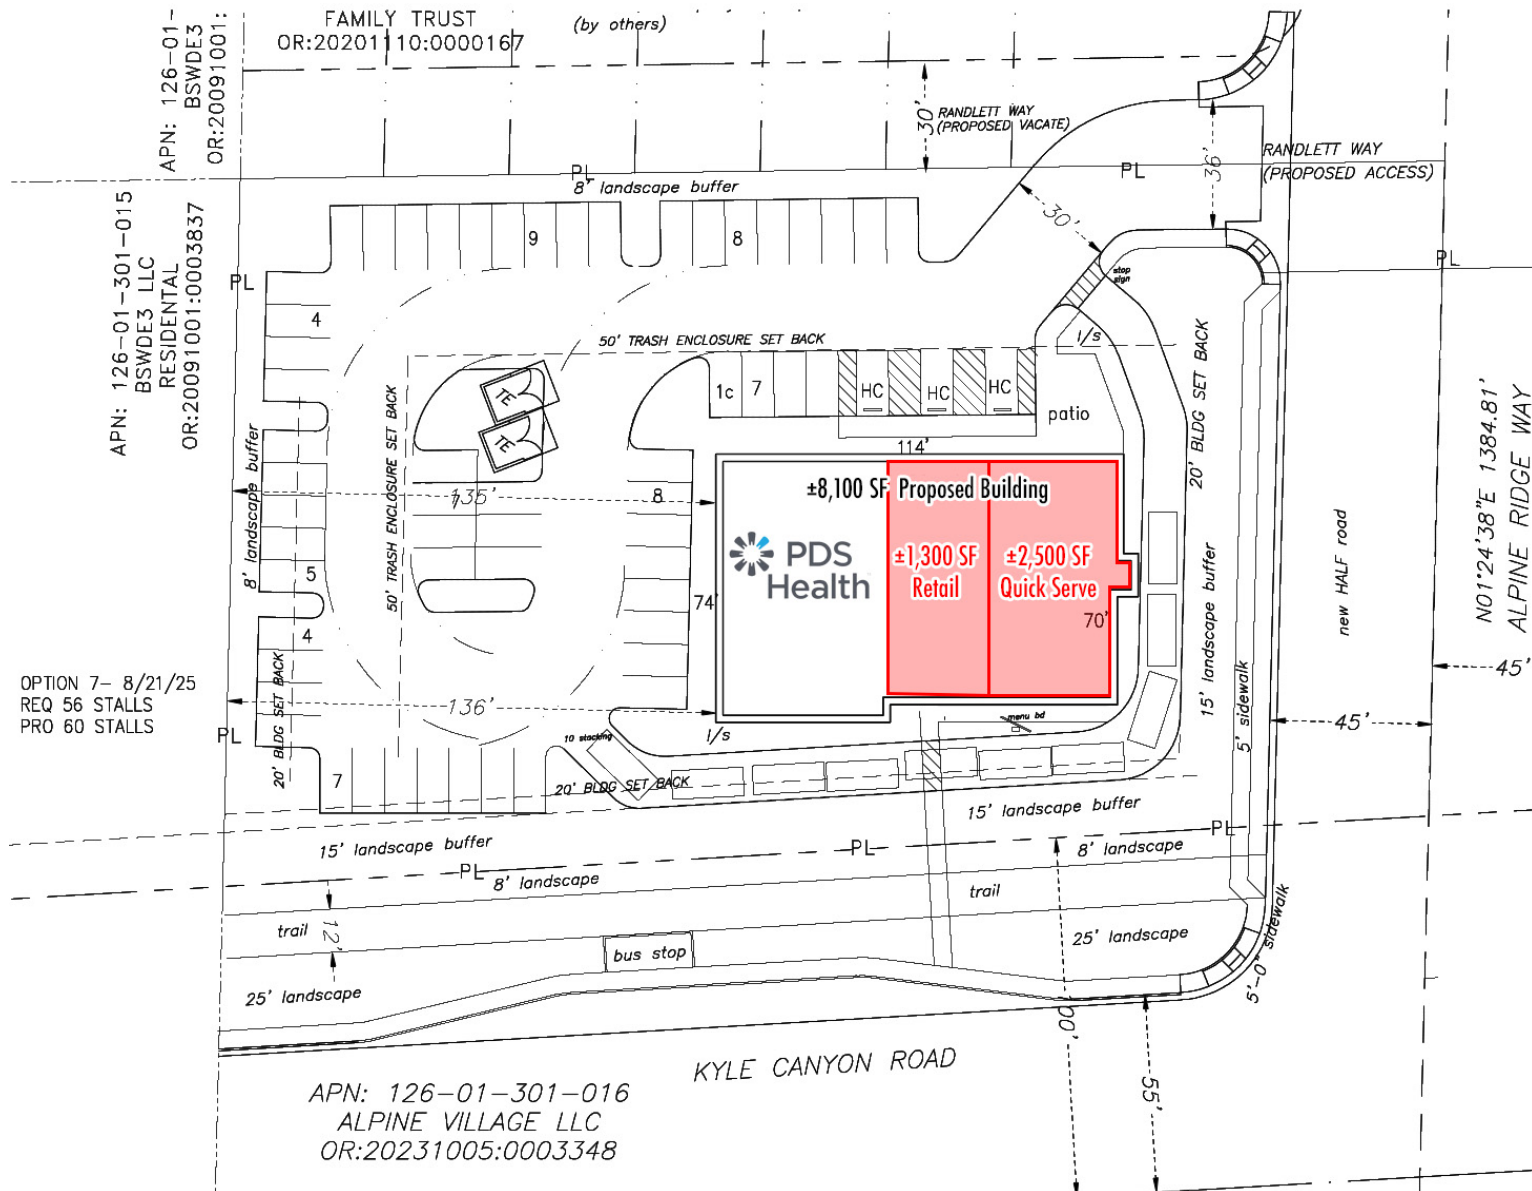 FAMILY TRUST
OR:20201110:0000167
(by others)
APN: 126-01-
BSWDE3
OR:20091001:
30'
RANDLETT WAY
(PROPOSED VACATE)
36'
RANDLETT WAY
(PROPOSED ACCESS)
PL
PL
8' landscape buffer
APN: 126-01-301-015
BSWDE3 LLC
RESIDENTAL
OR:20091001:0003837
9
8
30'
PL
PL
stop
sign
4
50' TRASH ENCLOSURE SET BACK
l/s
20' BLDG SET BACK
TE
TE
1c
7
HC
HC
HC
patio
50' TRASH ENCLOSURE SET BACK
114'
8' landscape buffer
135'
8
±8,100 SF Proposed Building
PDS
Health
±1,300 SF
Retail
±2,500 SF
Quick Serve
74'
70'
5
4
15' landscape buffer
new HALF road
N01°24'38"E 1384.81'
ALPINE RIDGE WAY
45'
45'
5' sidewalk
OPTION 7- 8/21/25
REQ 56 STALLS
PRO 60 STALLS
20' BLDG SET BACK
136'
PL
l/s
menu bd
10 stacking
7
20' BLDG SET BACK
15' landscape buffer
15' landscape buffer
PL
PL
PL
8' landscape
8' landscape
trail
trail
12'
bus stop
25' landscape
25' landscape
5'-0" sidewalk
00'
55'
KYLE CANYON ROAD
APN: 126-01-301-016
ALPINE VILLAGE LLC
OR:20231005:0003348